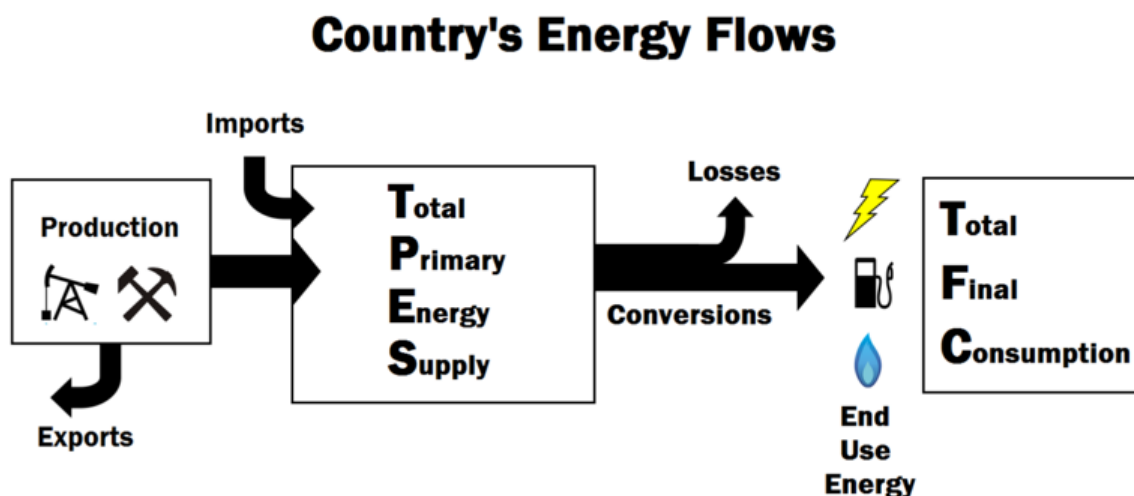 Country's Energy Flows
Imports
Production
Exports
Total
Primary
Energy
Supply
Losses
Conversions
End
Use
Energy
Total
Final
Consumption